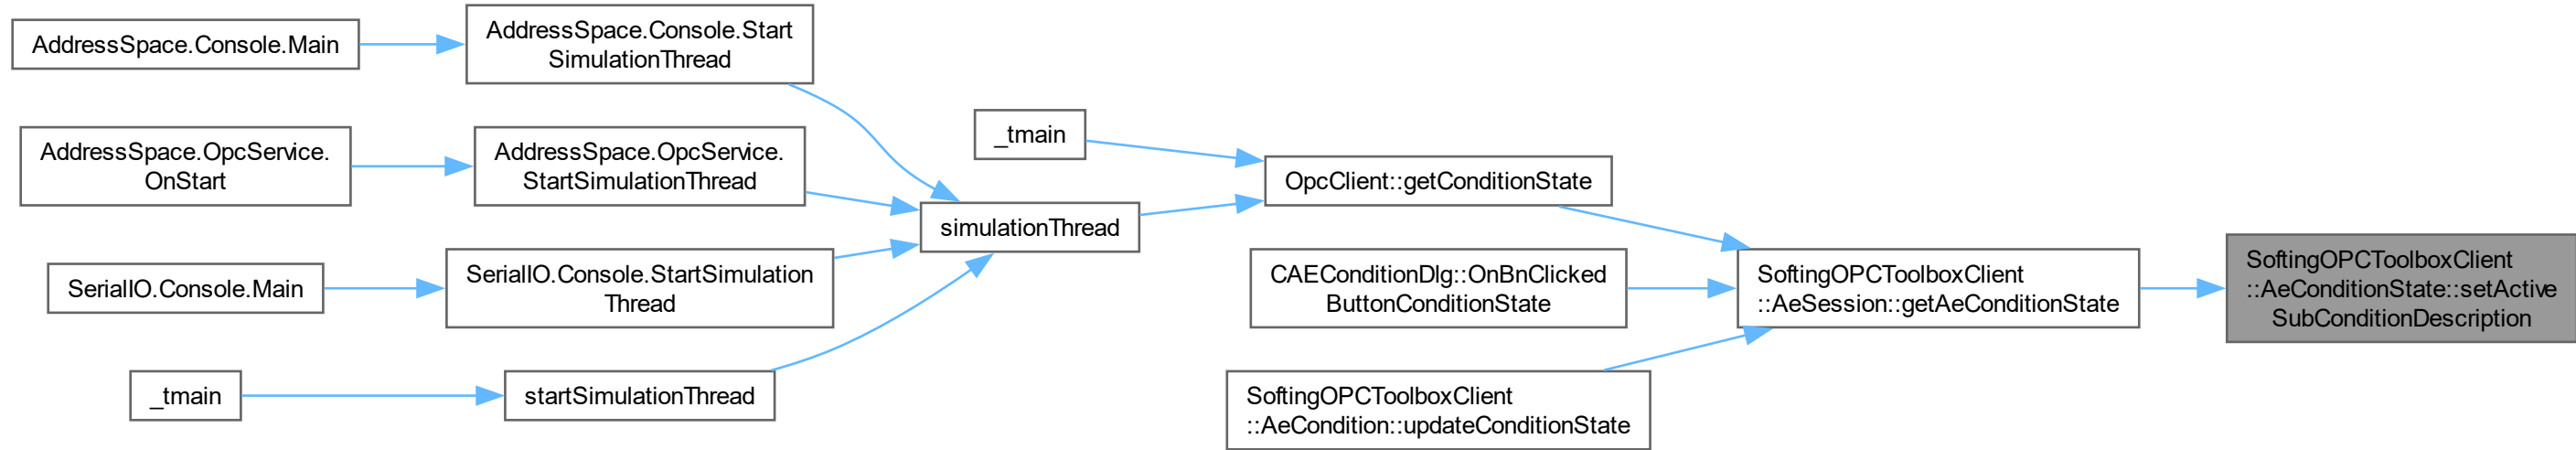 AddressSpace.Console.Main
AddressSpace.Console.Start
SimulationThread
AddressSpace.OpcService.
OnStart
AddressSpace.OpcService.
StartSimulationThread
SerialIO.Console.Main
SerialIO.Console.StartSimulation
Thread
_tmain
startSimulationThread
simulationThread
_tmain
OpcClient::getConditionState
CAEConditionDlg::OnBnClicked
ButtonConditionState
SoftingOPCToolboxClient
::AeCondition::updateConditionState
SoftingOPCToolboxClient
::AeSession::getAeConditionState
SoftingOPCToolboxClient
::AeConditionState::setActive
SubConditionDescription